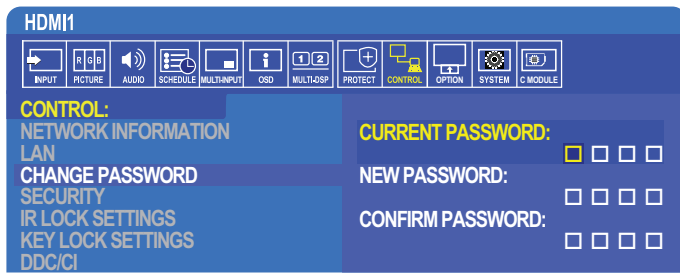 HDMI1
R G B 1 2
INPUT PICTURE AUDIO SCHEDULE MULTI-INPUT OSD MULTI-DSP PROTECT CONTROL OPTION SYSTEM C MODULE
CONTROL:
NETWORK INFORMATION
LAN
CHANGE PASSWORD
SECURITY
IR LOCK SETTINGS
KEY LOCK SETTINGS
DDC/CI
CURRENT PASSWORD:
NEW PASSWORD:
CONFIRM PASSWORD: